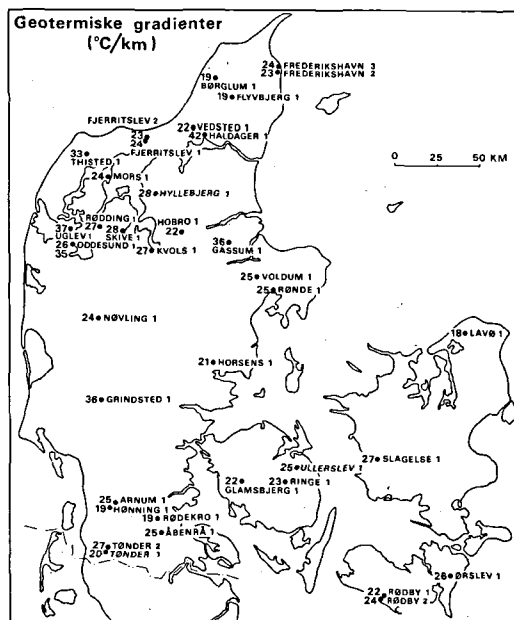 Geotermiske gradienter
(°C/km)
24 FREDERIKSHAVN 3
23 FREDERIKSHAVN 2
19
BØRGLUM 1
19 FLYVBJERG 1
FJERRITSLEV 2
22 VEDSTED 1
42 HALDAGER 1
23
24
FJERRITSLEV 1
33
THISTED 1
24 MORS 1
0 25 50 KM
28 HYLLEBJERG 1
RØDDING 1
27
HOBRO 1
22
37
UGLEV 1
28
SKIVE 1
36
GASSUM 1
26 ODDESUND 1
35
27 KVOLS 1
25 VOLDUM 1
25 RØNDE 1
24 NØVLING 1
18 LAVØ 1
21 HORSENS 1
36 GRINDSTED 1
27 SLAGELSE 1
25 ULLERSLEV 1
22
GLAMSBJERG 1
23 RINGE 1
25 ARNUM 1
19 HØNNING 1
19 RØDEKRO 1
25 ÅBENRÅ 1
27 TØNDER 2
20 TØNDER 1
26 ØRSLEV 1
22 RØDBY 1
24 RØDBY 2